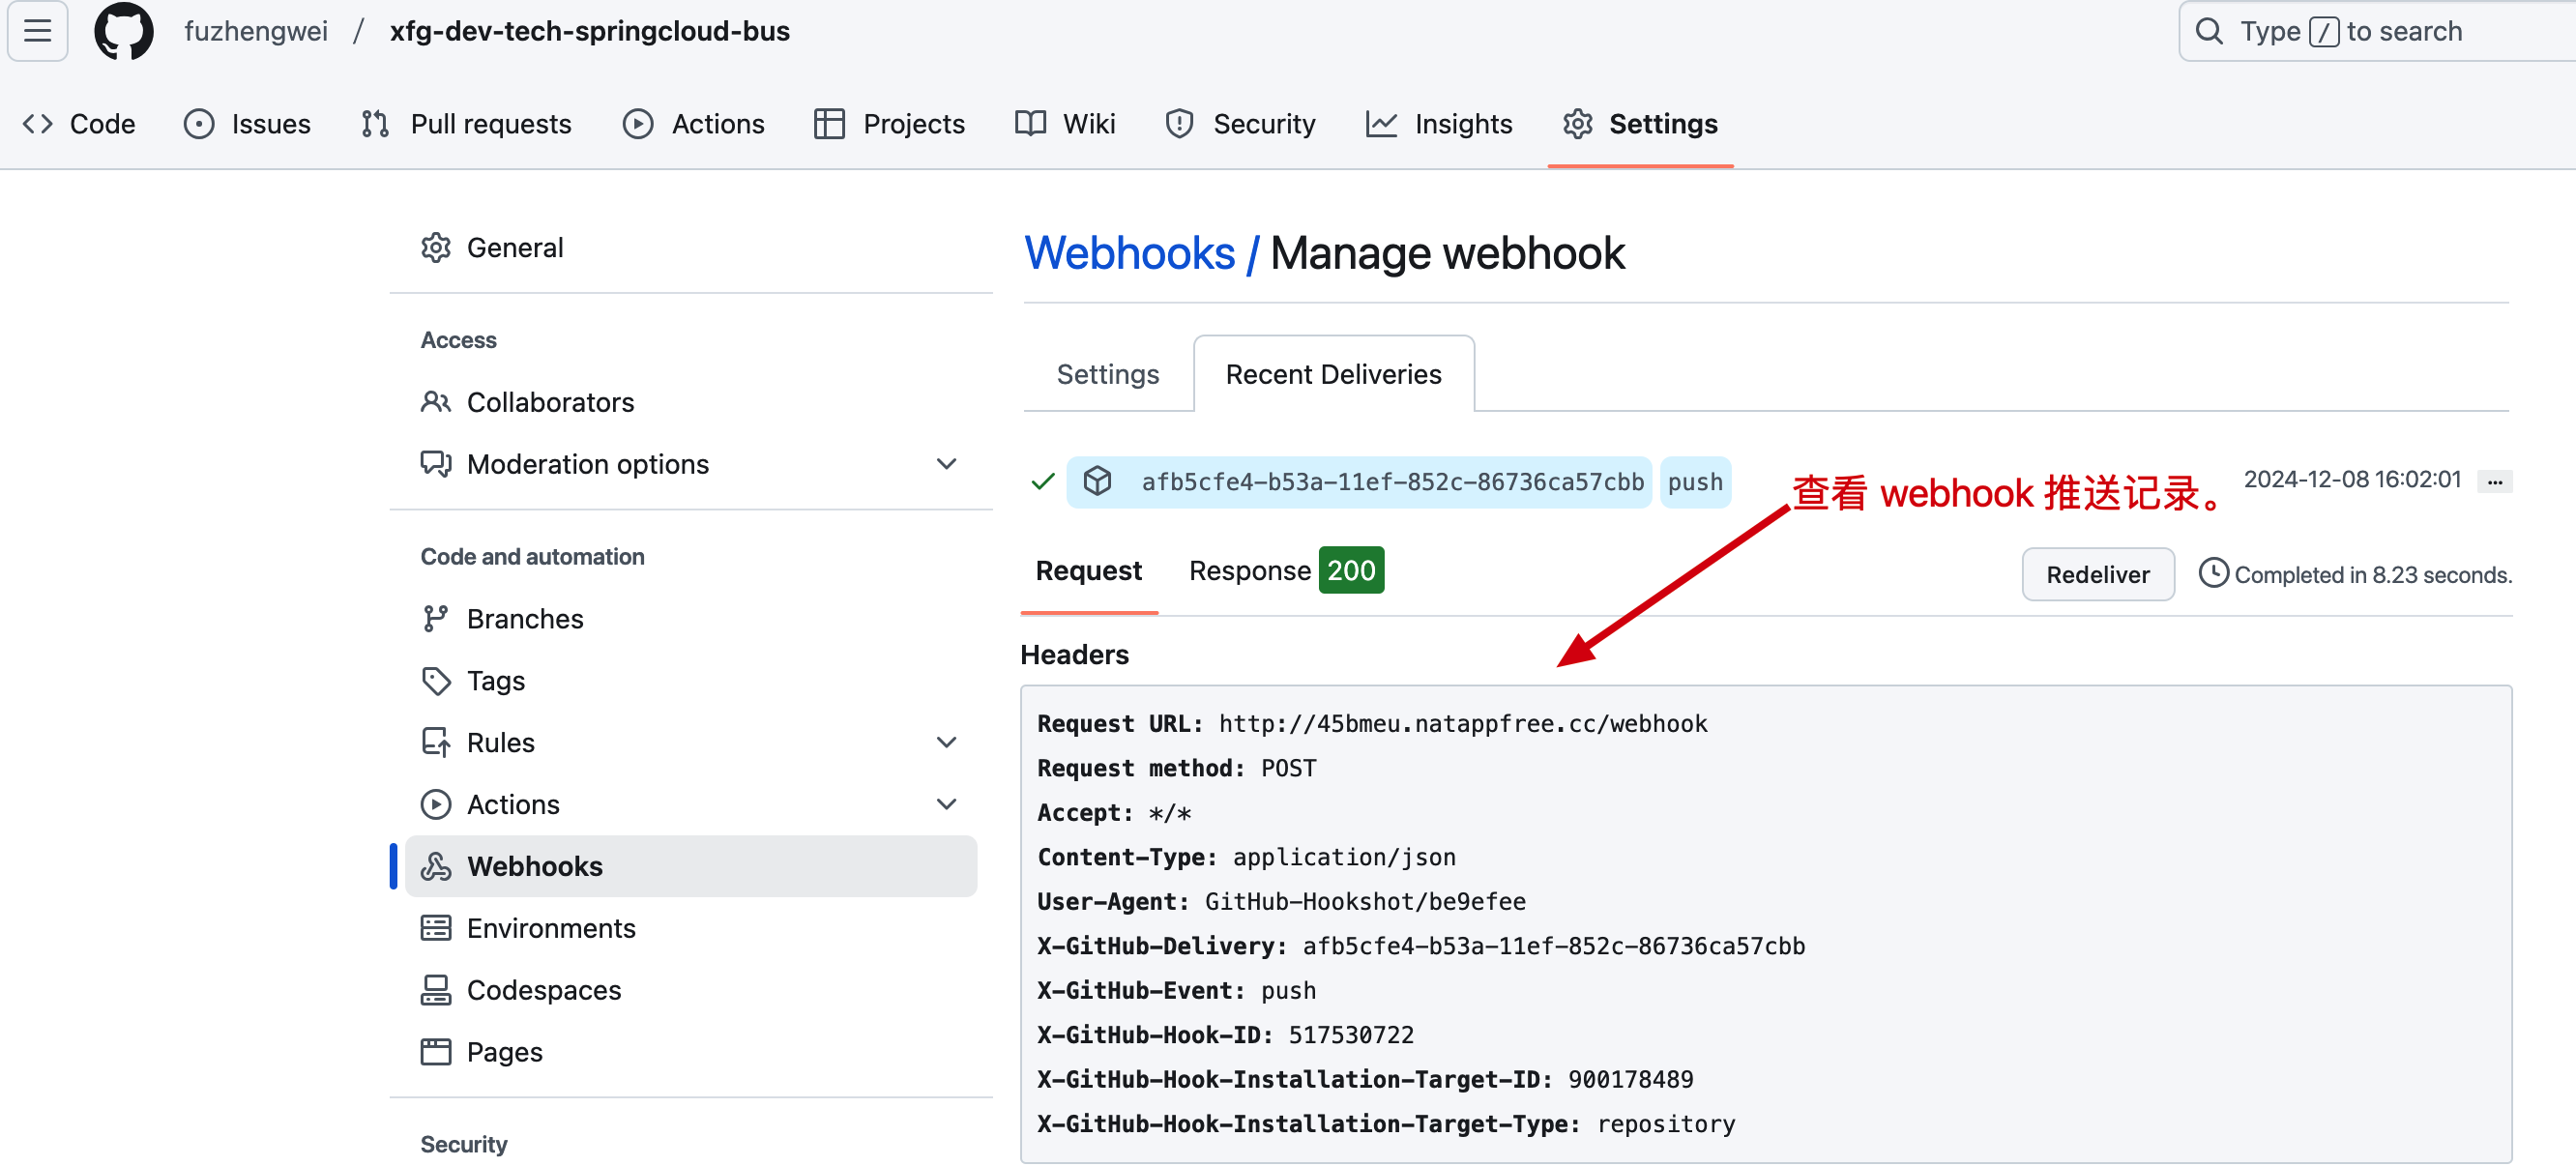 fuzhengwei / xfg-dev-tech-springcloud-bus
Type / to search
Code Issues Pull requests Actions Projects Wiki Security Insights Settings
General
Access
Collaborators
Moderation options
Code and automation
Branches
Tags
Rules
Actions
Webhooks
Environments
Codespaces
Pages
Security
Webhooks / Manage webhook
Settings Recent Deliveries
afb5cfe4-b53a-11ef-852c-86736ca57cbb push
查看 webhook 推送记录。
2024-12-08 16:02:01 ...
Request Response 200
Redeliver Completed in 8.23 seconds.
Headers
Request URL: http://45bmeu.natappfree.cc/webhook
Request method: POST
Accept: */*
Content-Type: application/json
User-Agent: GitHub-Hookshot/be9efee
X-GitHub-Delivery: afb5cfe4-b53a-11ef-852c-86736ca57cbb
X-GitHub-Event: push
X-GitHub-Hook-ID: 517530722
X-GitHub-Hook-Installation-Target-ID: 900178489
X-GitHub-Hook-Installation-Target-Type: repository